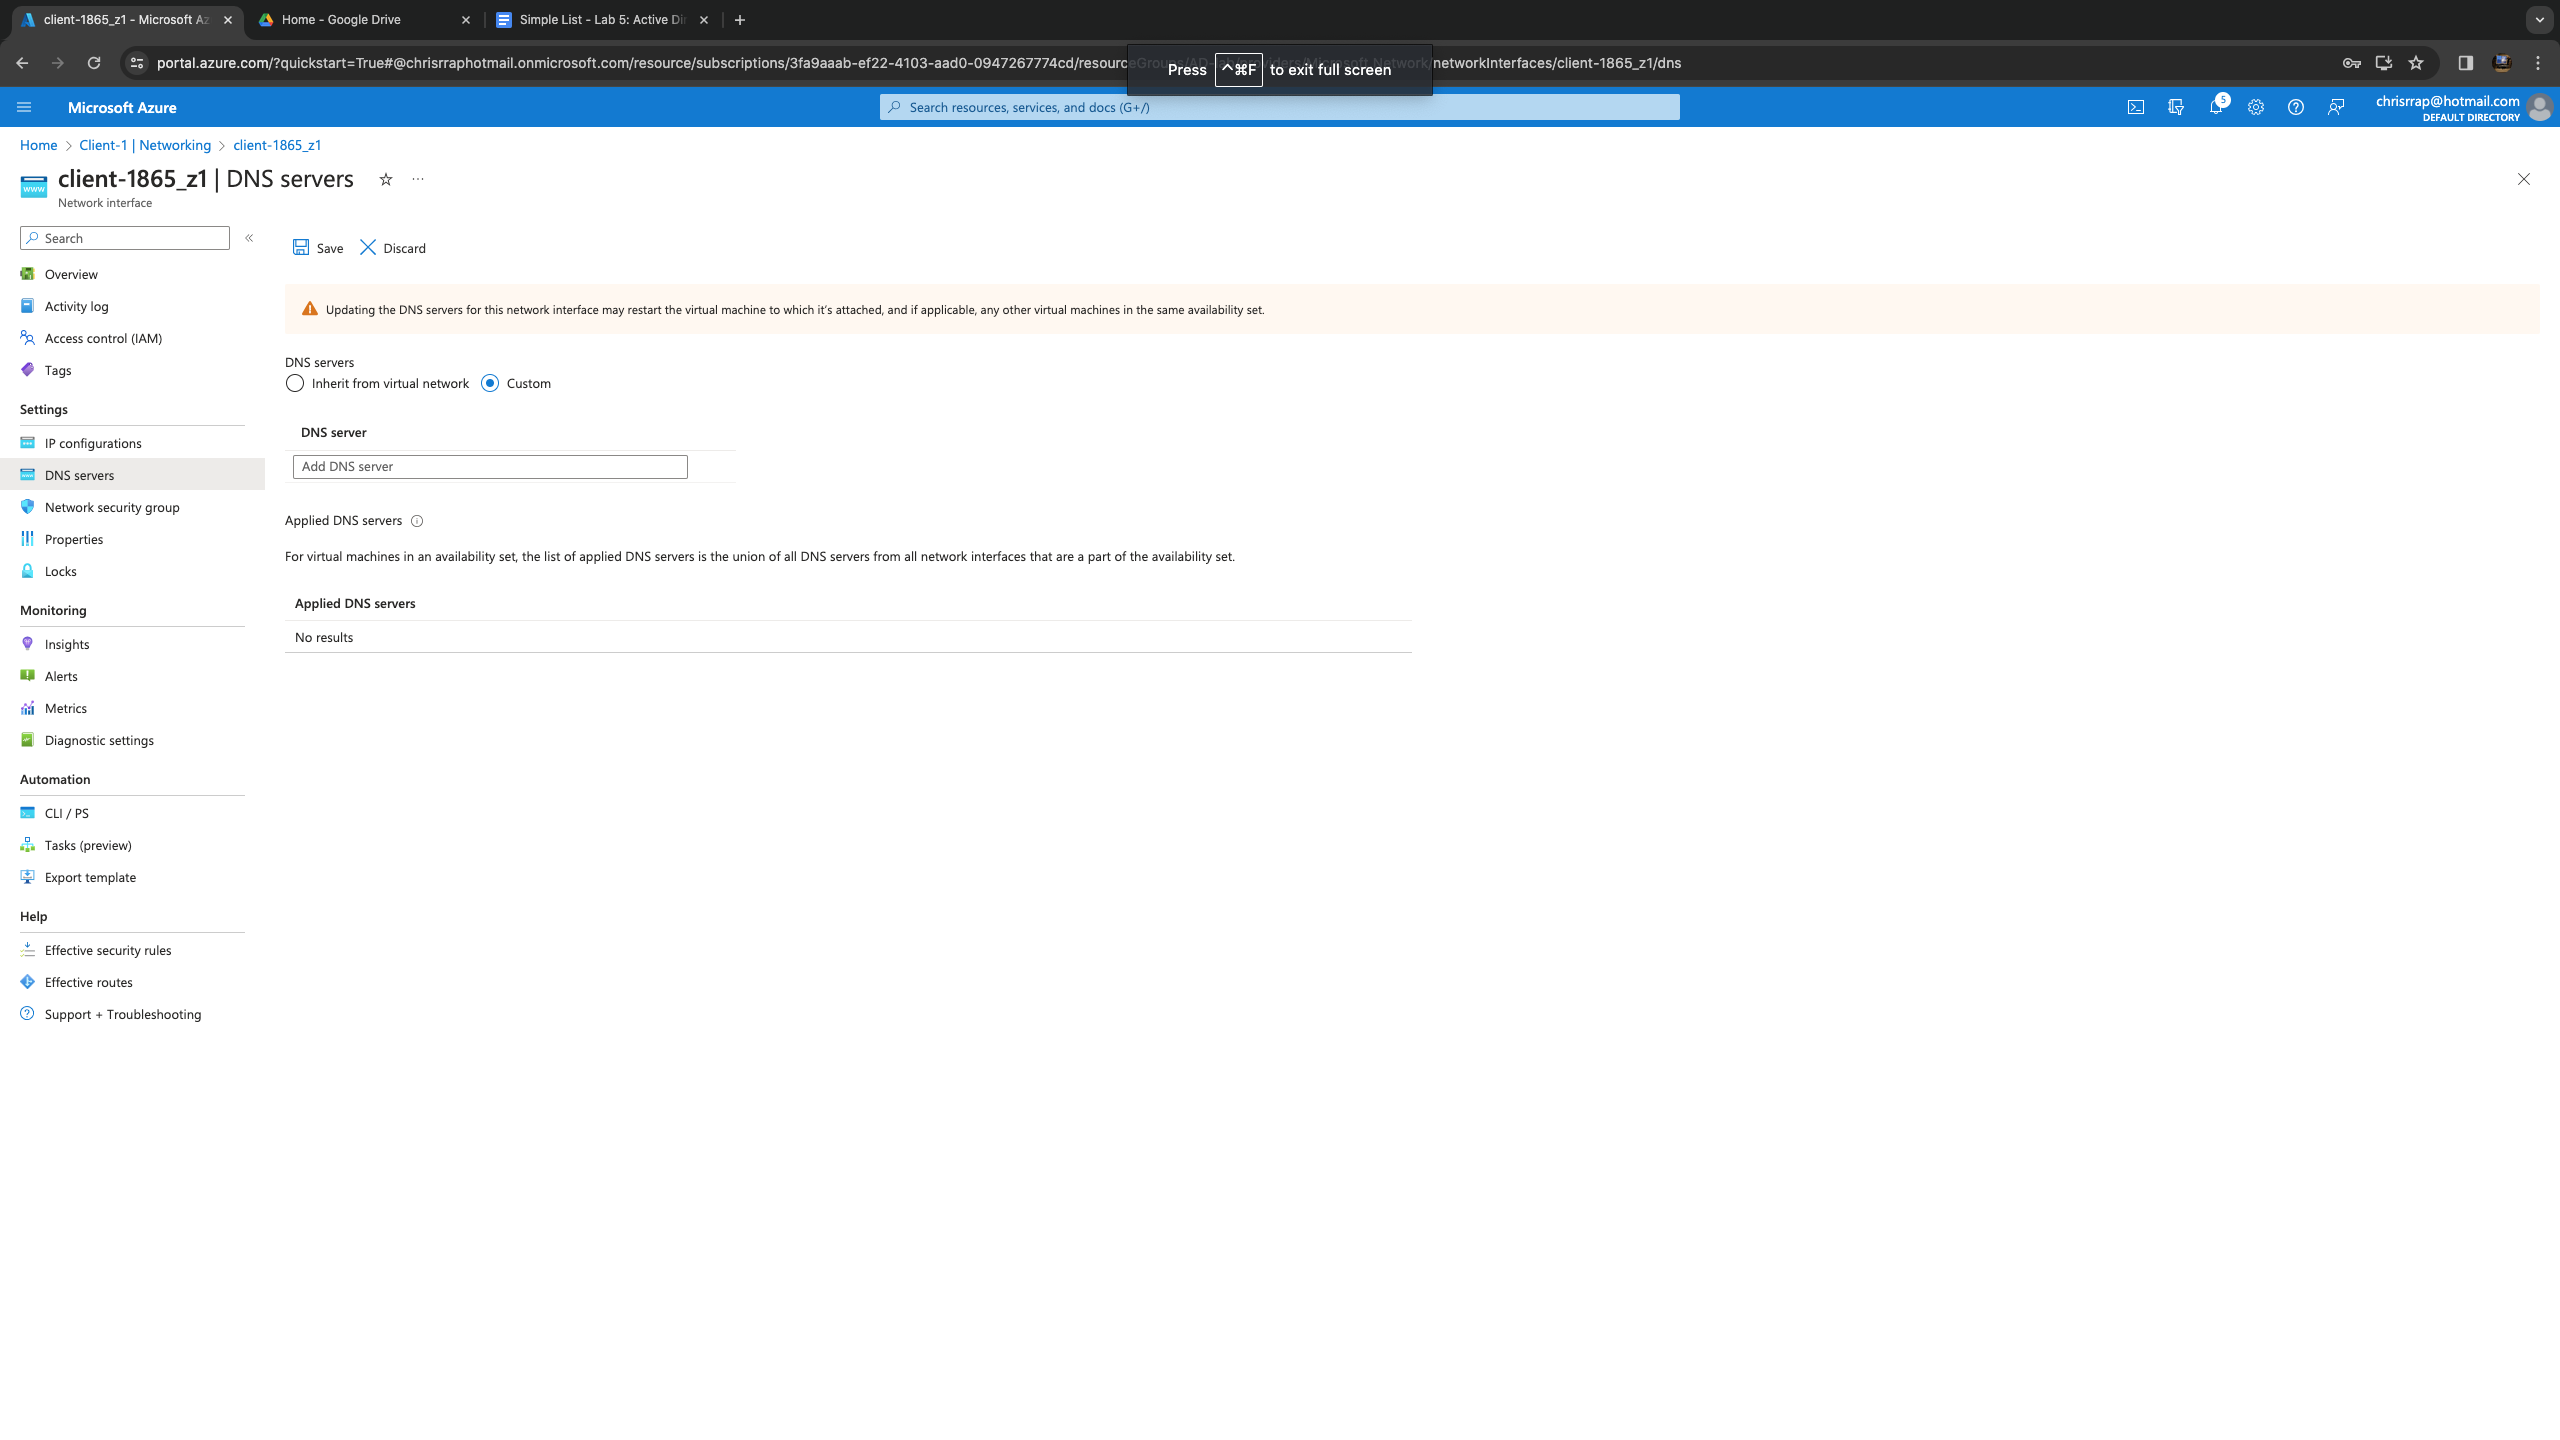 client-1865_z1 - Microsoft Az
Home - Google Drive
Simple List - Lab 5: Active Dir
portal.azure.com/?quickstart=True#@chrisrraphotmail.onmicrosoft.com/resource/subscriptions/3fa9aaab-ef22-4103-aad0-0947267774cd/resourceGroups/AD-Lab/providers/Microsoft.Network/networkInterfaces/client-1865_z1/dns
Press ^⌘F to exit full screen
Microsoft Azure
Search resources, services, and docs (G+/)
5
chrisrrap@hotmail.com
DEFAULT DIRECTORY
Home > Client-1 | Networking > client-1865_z1
www
client-1865_z1 | DNS servers
Network interface
Search
Overview
Activity log
Access control (IAM)
Tags
Settings
IP configurations
DNS servers
Network security group
Properties
Locks
Monitoring
Insights
Alerts
Metrics
Diagnostic settings
Automation
CLI / PS
Tasks (preview)
Export template
Help
Effective security rules
Effective routes
Support + Troubleshooting
Save
Discard
Updating the DNS servers for this network interface may restart the virtual machine to which it's attached, and if applicable, any other virtual machines in the same availability set.
DNS servers
Inherit from virtual network
Custom
DNS server
Add DNS server
Applied DNS servers
For virtual machines in an availability set, the list of applied DNS servers is the union of all DNS servers from all network interfaces that are a part of the availability set.
Applied DNS servers
No results